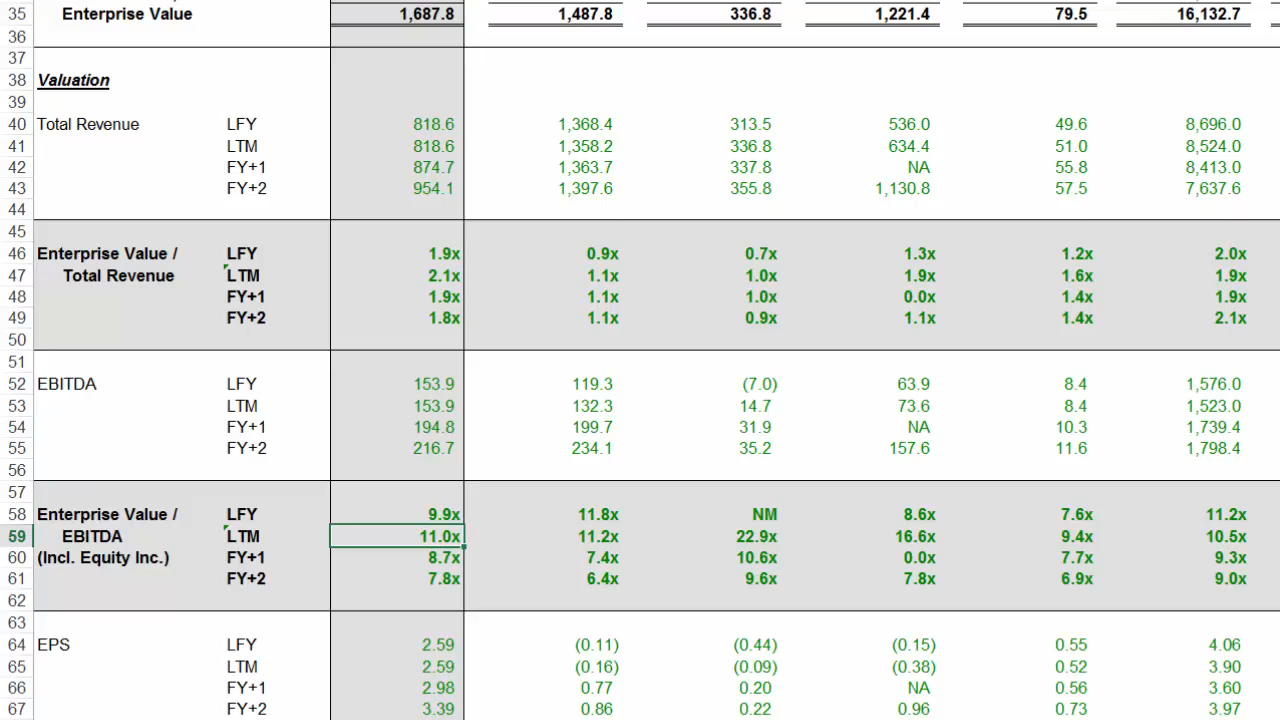 35 Enterprise Value 1,687.8 1,487.8 336.8 1,221.4 79.5 16,132.7
36
37
38 Valuation
39
40 Total Revenue LFY 818.6 1,368.4 313.5 536.0 49.6 8,696.0
41 LTM 818.6 1,358.2 336.8 634.4 51.0 8,524.0
42 FY+1 874.7 1,363.7 337.8 NA 55.8 8,413.0
43 FY+2 954.1 1,397.6 355.8 1,130.8 57.5 7,637.6
44
45
46 Enterprise Value / LFY 1.9x 0.9x 0.7x 1.3x 1.2x 2.0x
47 Total Revenue LTM 2.1x 1.1x 1.0x 1.9x 1.6x 1.9x
48 FY+1 1.9x 1.1x 1.0x 0.0x 1.4x 1.9x
49 FY+2 1.8x 1.1x 0.9x 1.1x 1.4x 2.1x
50
51
52 EBITDA LFY 153.9 119.3 (7.0) 63.9 8.4 1,576.0
53 LTM 153.9 132.3 14.7 73.6 8.4 1,523.0
54 FY+1 194.8 199.7 31.9 NA 10.3 1,739.4
55 FY+2 216.7 234.1 35.2 157.6 11.6 1,798.4
56
57
58 Enterprise Value / LFY 9.9x 11.8x NM 8.6x 7.6x 11.2x
59 EBITDA LTM 11.0x 11.2x 22.9x 16.6x 9.4x 10.5x
60 (Incl. Equity Inc.) FY+1 8.7x 7.4x 10.6x 0.0x 7.7x 9.3x
61 FY+2 7.8x 6.4x 9.6x 7.8x 6.9x 9.0x
62
63
64 EPS LFY 2.59 (0.11) (0.44) (0.15) 0.55 4.06
65 LTM 2.59 (0.16) (0.09) (0.38) 0.52 3.90
66 FY+1 2.98 0.77 0.20 NA 0.56 3.60
67 FY+2 3.39 0.86 0.22 0.96 0.73 3.97